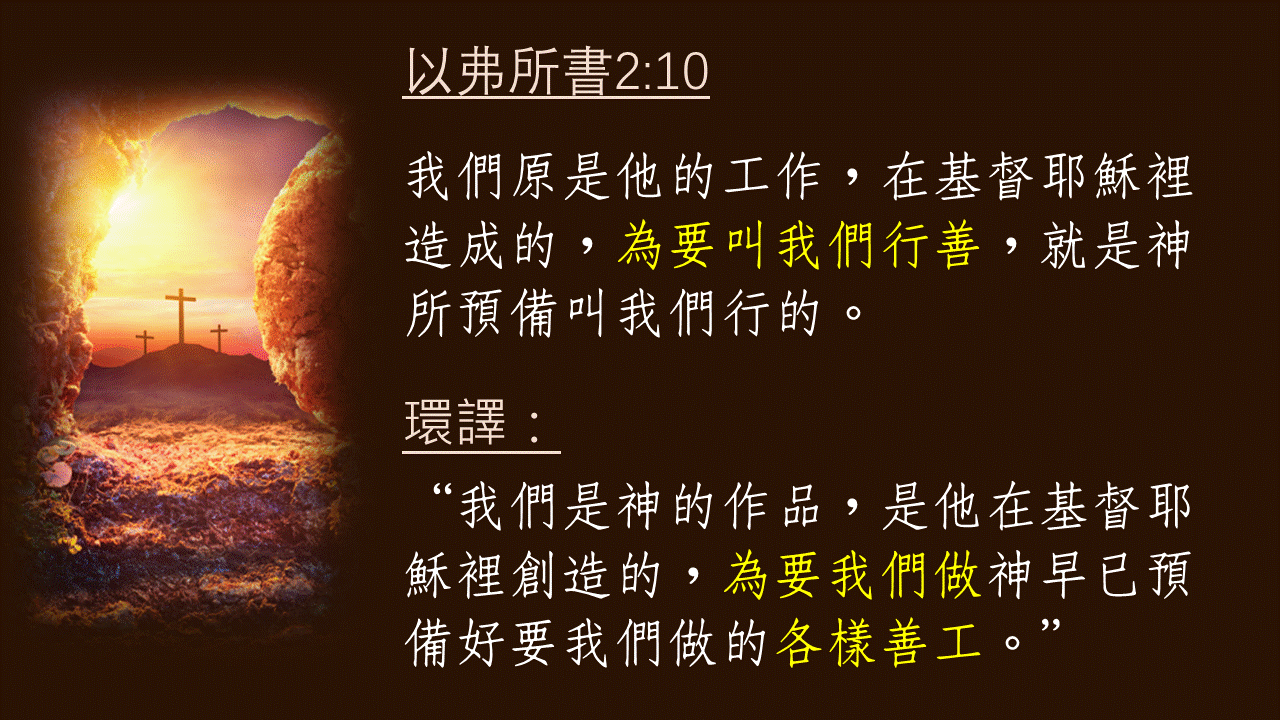 以弗所書2:10
我們原是他的工作，在基督耶穌裡
造成的，為要叫我們行善，就是神
所預備叫我們行的。
環譯：
“我們是神的作品，是他在基督耶
穌裡創造的，為要我們做神早已預
備好要我們做的各樣善工。”